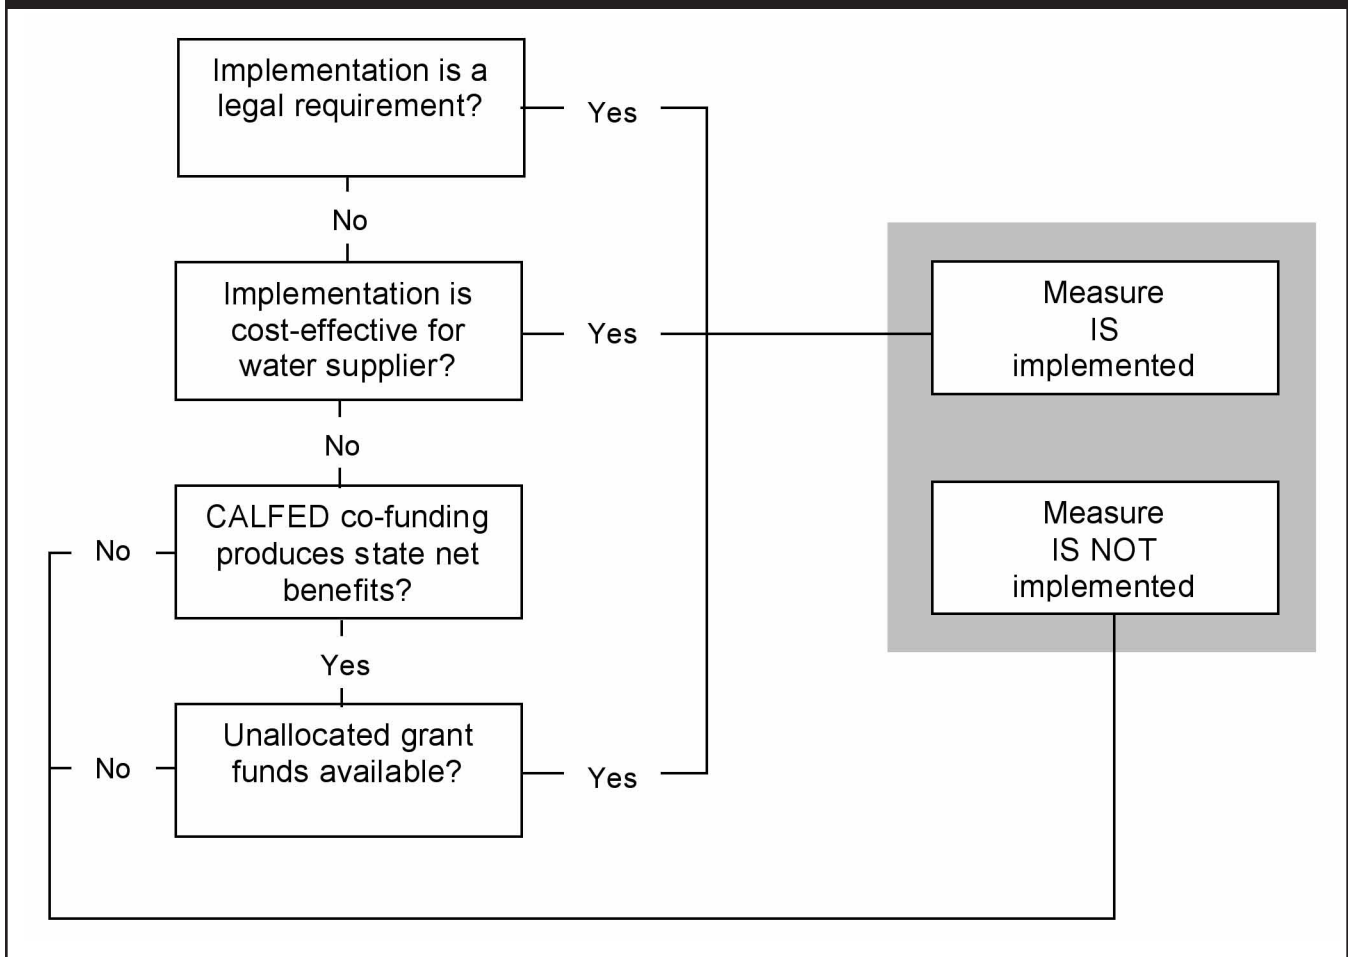 Implementation is a
legal requirement?
Yes
No
Implementation is
cost-effective for
water supplier?
Yes
Measure
IS
implemented
No
CALFED co-funding
produces state net
benefits?
No
Measure
IS NOT
implemented
Yes
Unallocated grant
funds available?
No
Yes